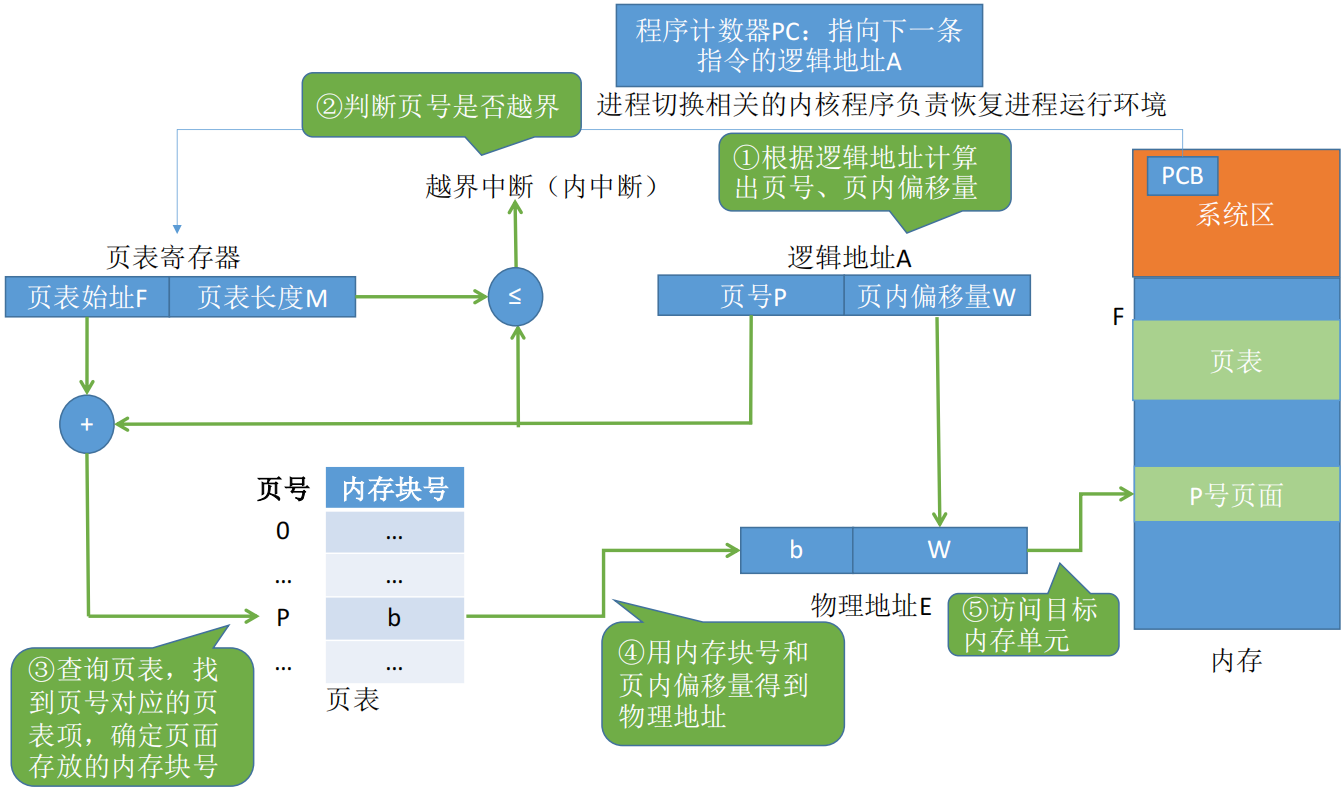 程序计数器PC：指向下一条
指令的逻辑地址A
②判断页号是否越界
进程切换相关的内核程序负责恢复进程运行环境
①根据逻辑地址计算
出页号、页内偏移量
越界中断（内中断）
PCB
系统区
页表寄存器
逻辑地址A
页表始址F
页表长度M
≤
页号P
页内偏移量W
F
页表
+
页号
内存块号
P号页面
0
...
...
...
b
W
P
b
物理地址E
⑤访问目标
内存单元
④用内存块号和
页内偏移量得到
物理地址
③查询页表，找
到页号对应的页
表项，确定页面
存放的内存块号
...
...
页表
内存